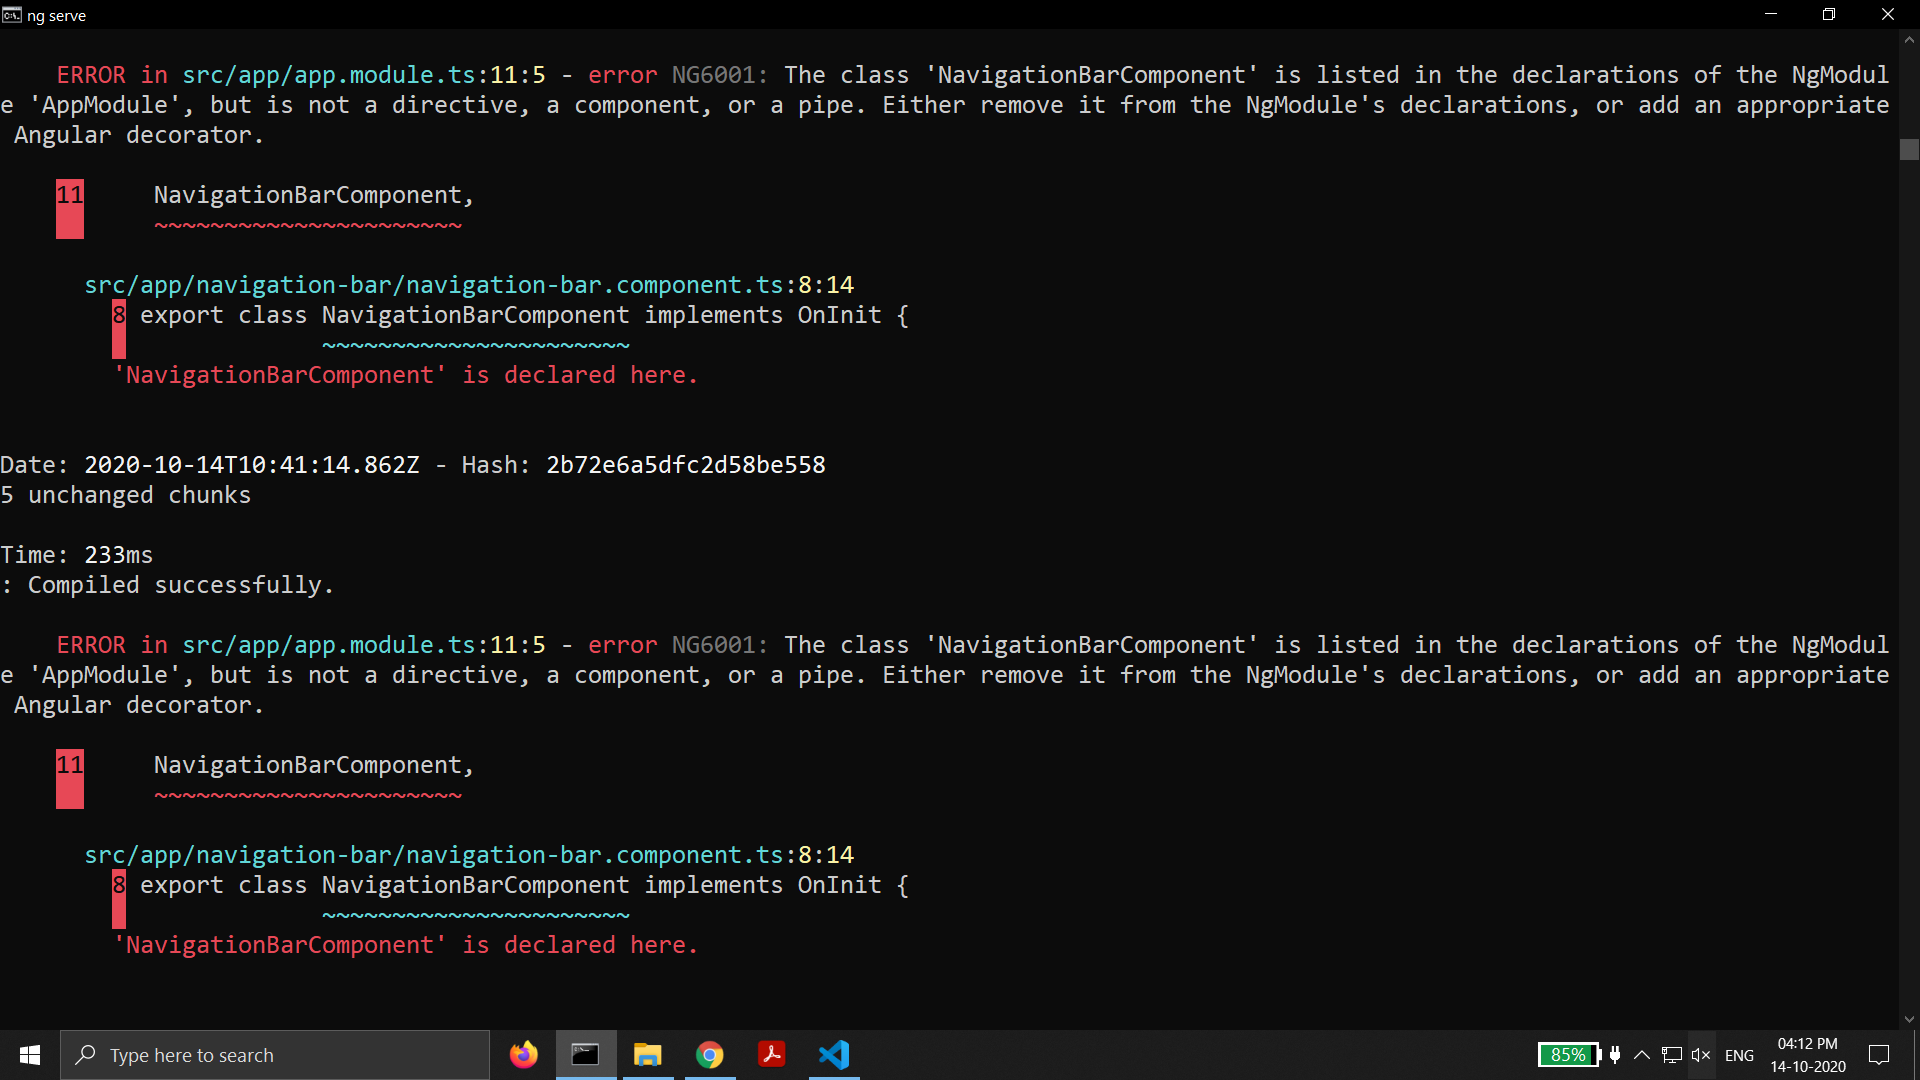 ng serve
ERROR in src/app/app.module.ts:11:5 - error NG6001: The class 'NavigationBarComponent' is listed in the declarations of the NgModul
e 'AppModule', but is not a directive, a component, or a pipe. Either remove it from the NgModule's declarations, or add an appropriate
Angular decorator.
11 NavigationBarComponent,
~~~~~~~~~~~~~~~~~~~~~~
src/app/navigation-bar/navigation-bar.component.ts:8:14
8 export class NavigationBarComponent implements OnInit {
~~~~~~~~~~~~~~~~~~~~~~
'NavigationBarComponent' is declared here.
Date: 2020-10-14T10:41:14.862Z - Hash: 2b72e6a5dfc2d58be558
5 unchanged chunks
Time: 233ms
: Compiled successfully.
ERROR in src/app/app.module.ts:11:5 - error NG6001: The class 'NavigationBarComponent' is listed in the declarations of the NgModul
e 'AppModule', but is not a directive, a component, or a pipe. Either remove it from the NgModule's declarations, or add an appropriate
Angular decorator.
11 NavigationBarComponent,
~~~~~~~~~~~~~~~~~~~~~~
src/app/navigation-bar/navigation-bar.component.ts:8:14
8 export class NavigationBarComponent implements OnInit {
~~~~~~~~~~~~~~~~~~~~~~
'NavigationBarComponent' is declared here.
Type here to search
85%
ENG
04:12 PM
14-10-2020